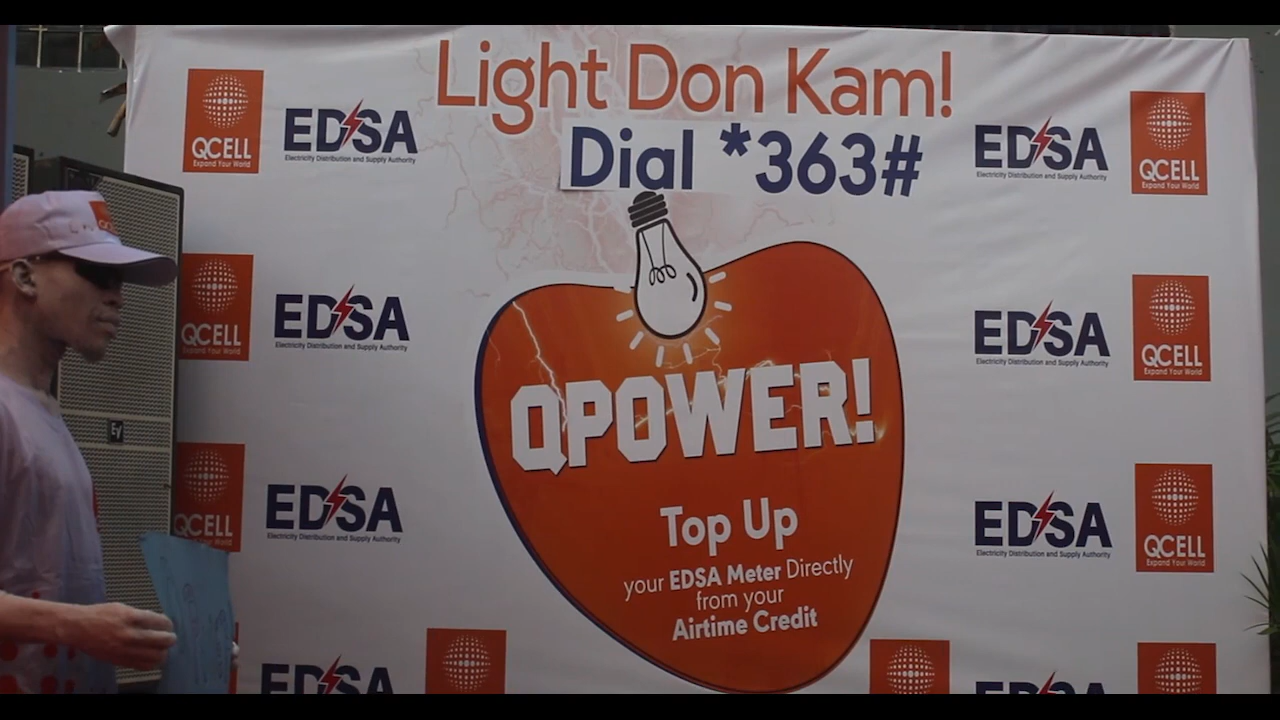 Light Don Kam!
Dial *363#
QCELL
Expand Your World
EDSA
Electricity Distribution and Supply Authority
EDSA
Electricity Distribution and Supply Authority
QCELL
Expand Your World
QCELL
Expand Your World
EDSA
Electricity Distribution and Supply Authority
EDSA
Electricity Distribution and Supply Authority
QCELL
Expand Your World
QPOWER!
Top Up
your EDSA Meter Directly
from your
Airtime Credit
EV
QCELL
EDSA
Electricity Distribution and Supply Authority
EDSA
Electricity Distribution and Supply Authority
QCELL
Expand Your World
EDSA
EDSA